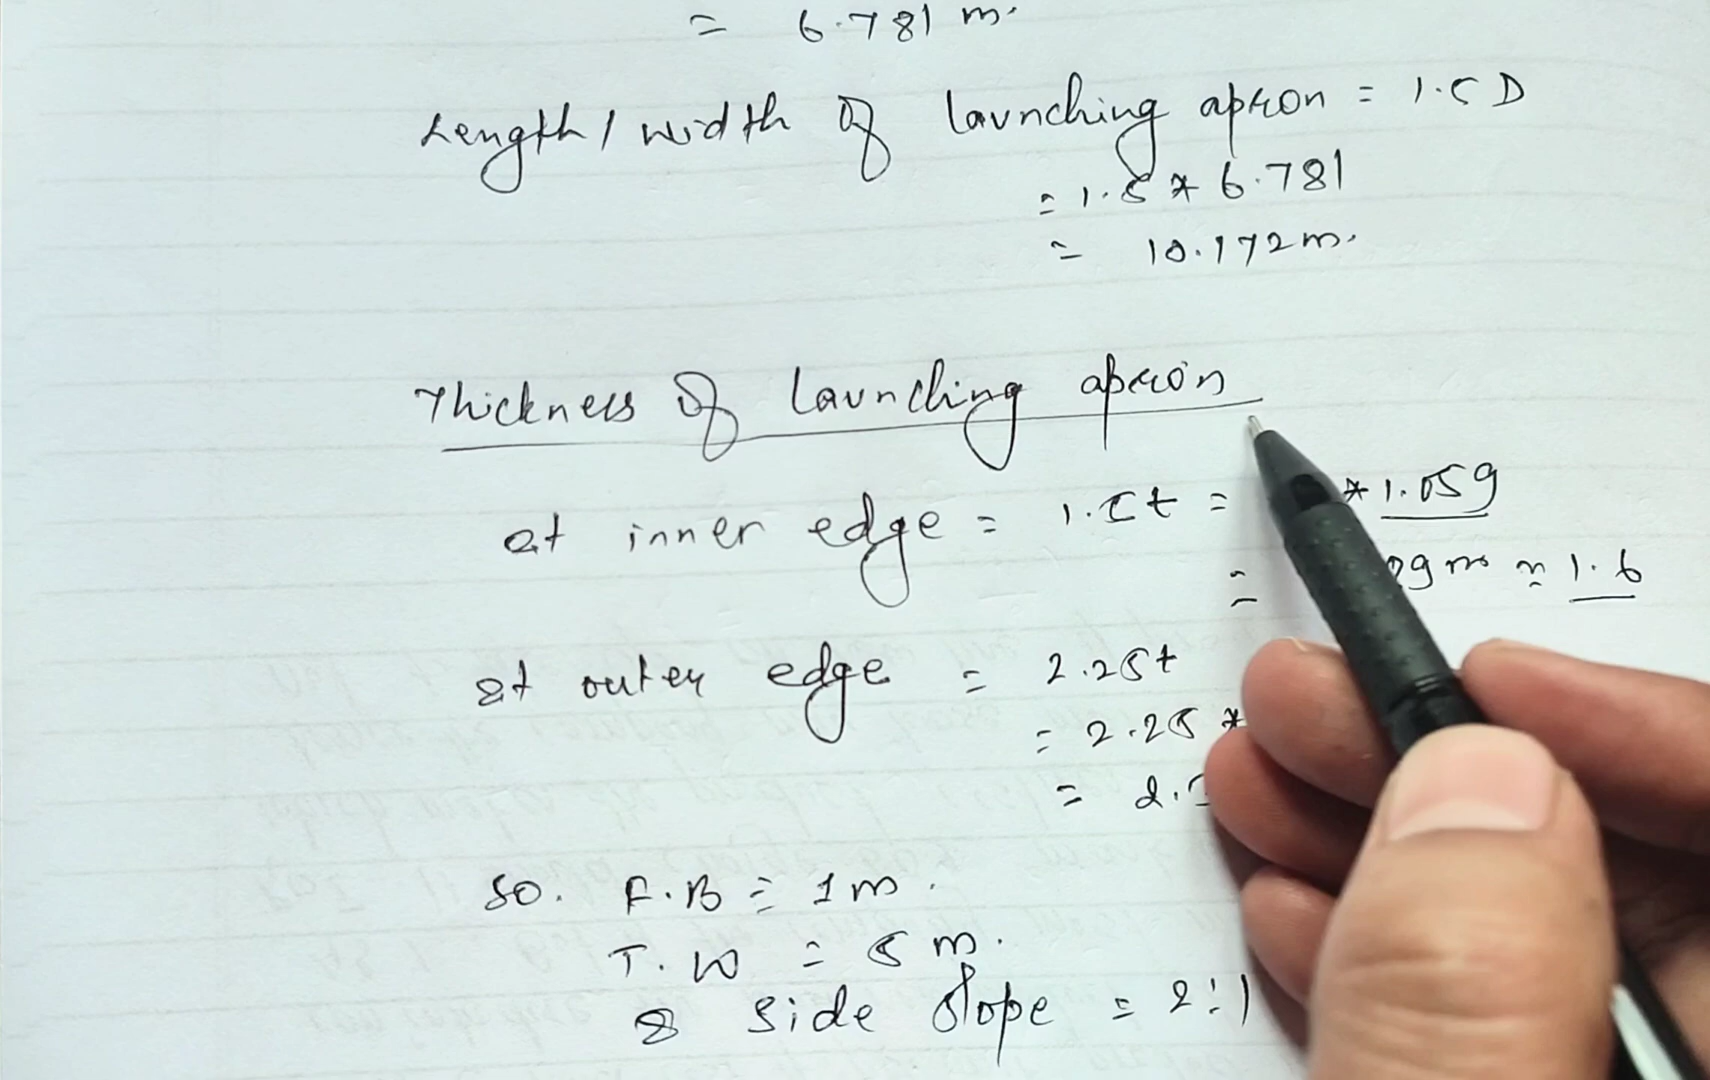 = 6.781 m.
Length / width of launching apron = 1.5 D
= 1.5 * 6.781
= 10.172 m.
Thickness of launching apron
at inner edge = 1.5t = * 1.059
= 9 m ≈ 1.6
at outer edge = 2.25t
= 2.25 *
= 2.
so. F.B = 1 m.
T.W = 5 m.
& side slope = 2:1